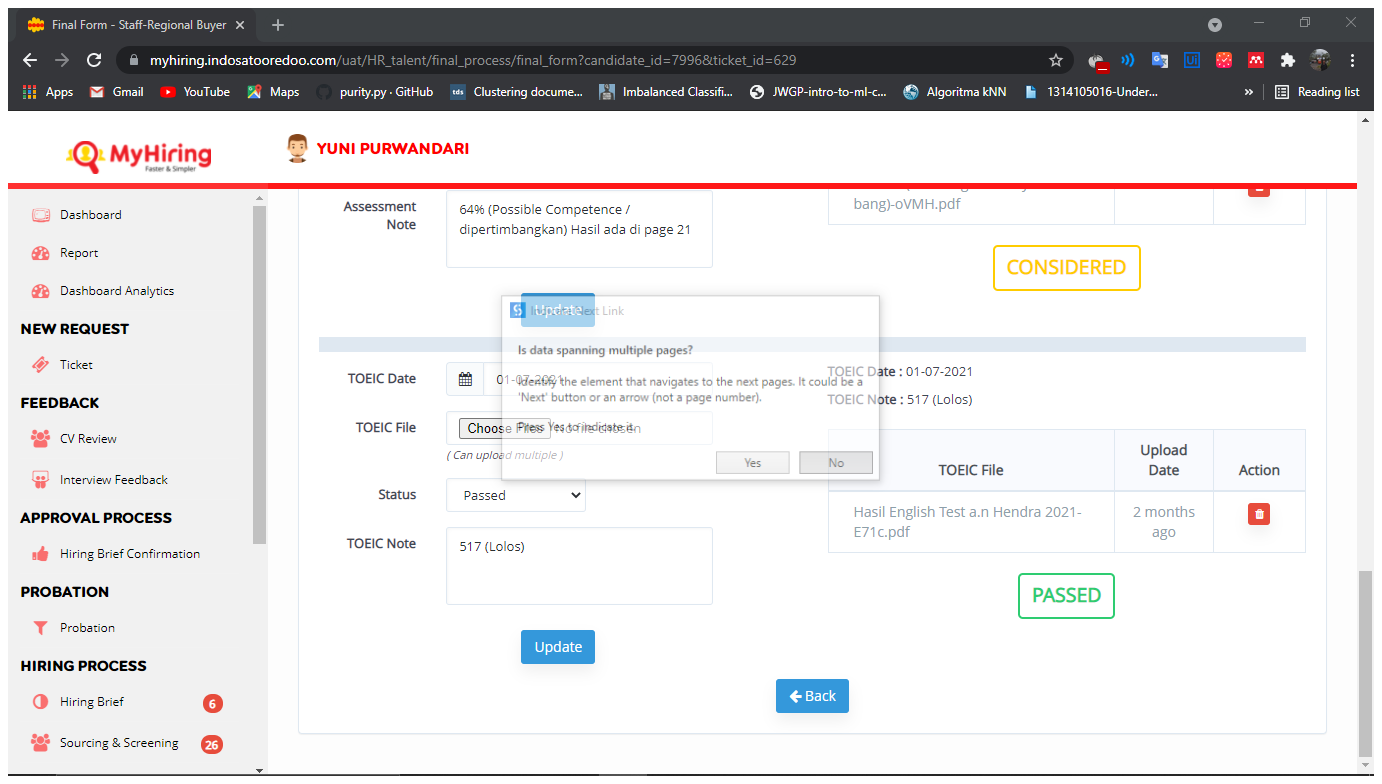 Final Form - Staff-Regional Buyer
myhiring.indosatooredoo.com/uat/HR_talent/final_process/final_form?candidate_id=7996&ticket_id=629
Apps
Gmail
YouTube
Maps
purity.py · GitHub
tds
Clustering docume...
Imbalanced Classifi...
JWGP-intro-to-ml-c...
Algoritma kNN
1314105016-Under...
»
Reading list
MyHiring
Faster & Simpler
YUNI PURWANDARI
Dashboard
Report
Dashboard Analytics
NEW REQUEST
Ticket
FEEDBACK
CV Review
Interview Feedback
APPROVAL PROCESS
Hiring Brief Confirmation
PROBATION
Probation
HIRING PROCESS
Hiring Brief
6
Sourcing & Screening
26
Assessment
Note
64% (Possible Competence /
dipertimbangkan) Hasil ada di page 21
bang)-oVMH.pdf
CONSIDERED
Update
Next Link
Is data spanning multiple pages?
Identify the element that navigates to the next pages. It could be a
'Next' button or an arrow (not a page number).
Press Yes to indicate it.
Yes
No
TOEIC Date
01-07-2021
TOEIC File
Choose Files
No file chosen
( Can upload multiple )
Status
Passed
TOEIC Note
517 (Lolos)
Update
TOEIC Date : 01-07-2021
TOEIC Note : 517 (Lolos)
TOEIC File
Upload
Date
Action
Hasil English Test a.n Hendra 2021-
E71c.pdf
2 months
ago
PASSED
Back